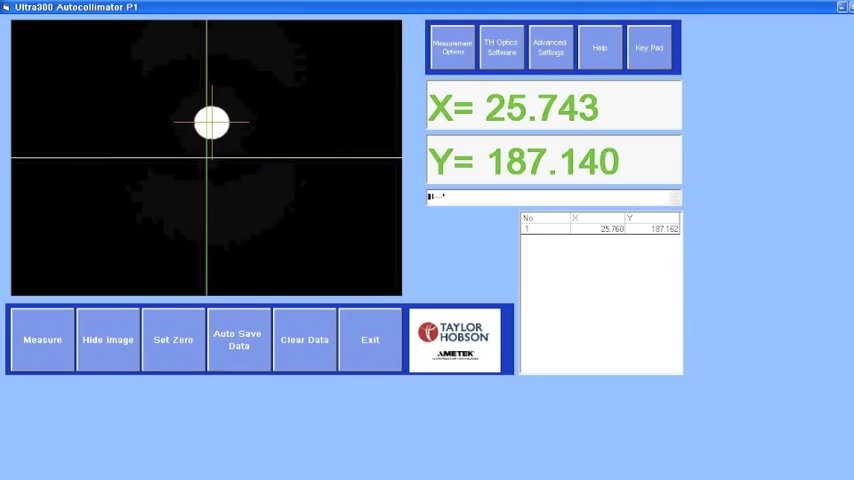 Ultra300 Autocollimator P1
Measurement Options
TH Optics Software
Advanced Settings
Help
Key Pad
X= 25.743
Y= 187.140
No. X Y
1 25.760 187.162
Measure
Hide Image
Set Zero
Auto Save Data
Clear Data
Exit
TAYLOR
HOBSON
AMETEK